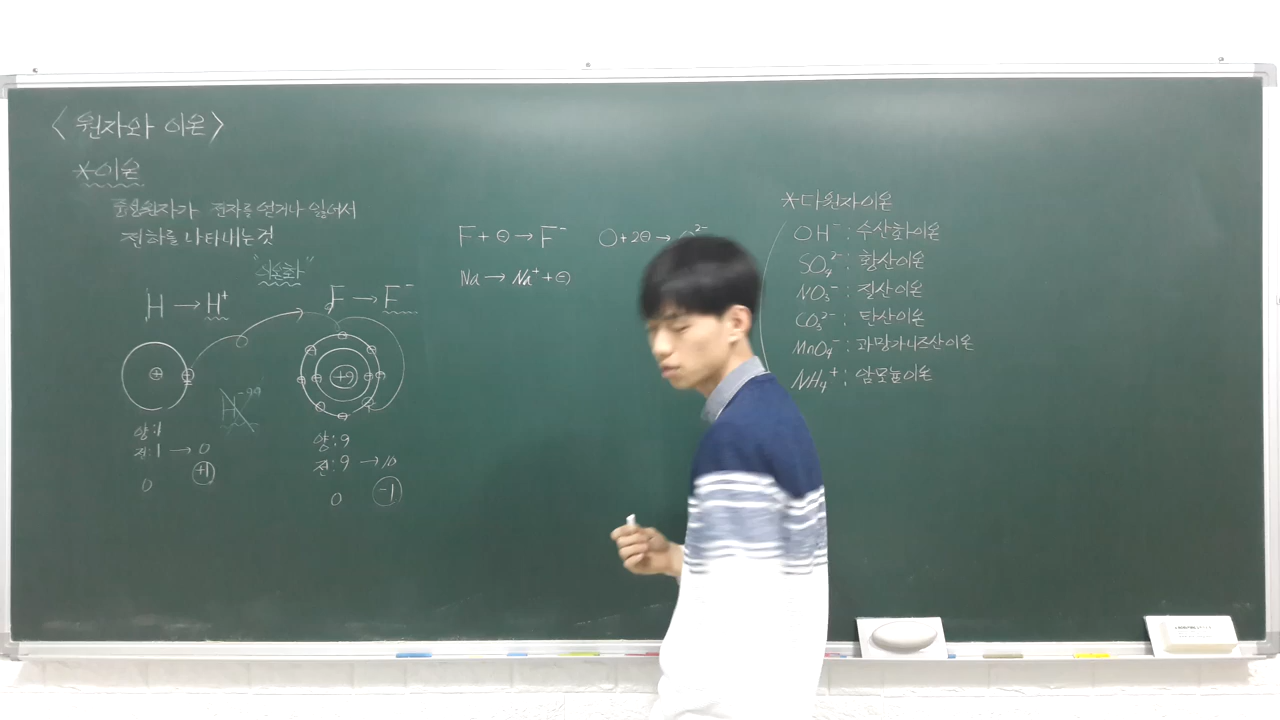 <원자와 이온>
*이온
중성원자가 전자를 얻거나 잃어서
전하를 나타내는것
"이온화"
H → H⁺
F → F⁻
+9
양:1
전:1 → 0
0 +1
양:9
전:9 → 10
0 -1
F + ⊖ → F⁻
O + 2⊖ →
Na → Na⁺ + ⊖
*다원자이온
OH⁻ : 수산화이온
SO₄²⁻ : 황산이온
NO₃⁻ : 질산이온
CO₃²⁻ : 탄산이온
MnO₄⁻ : 과망가니즈산이온
NH₄⁺ : 암모늄이온